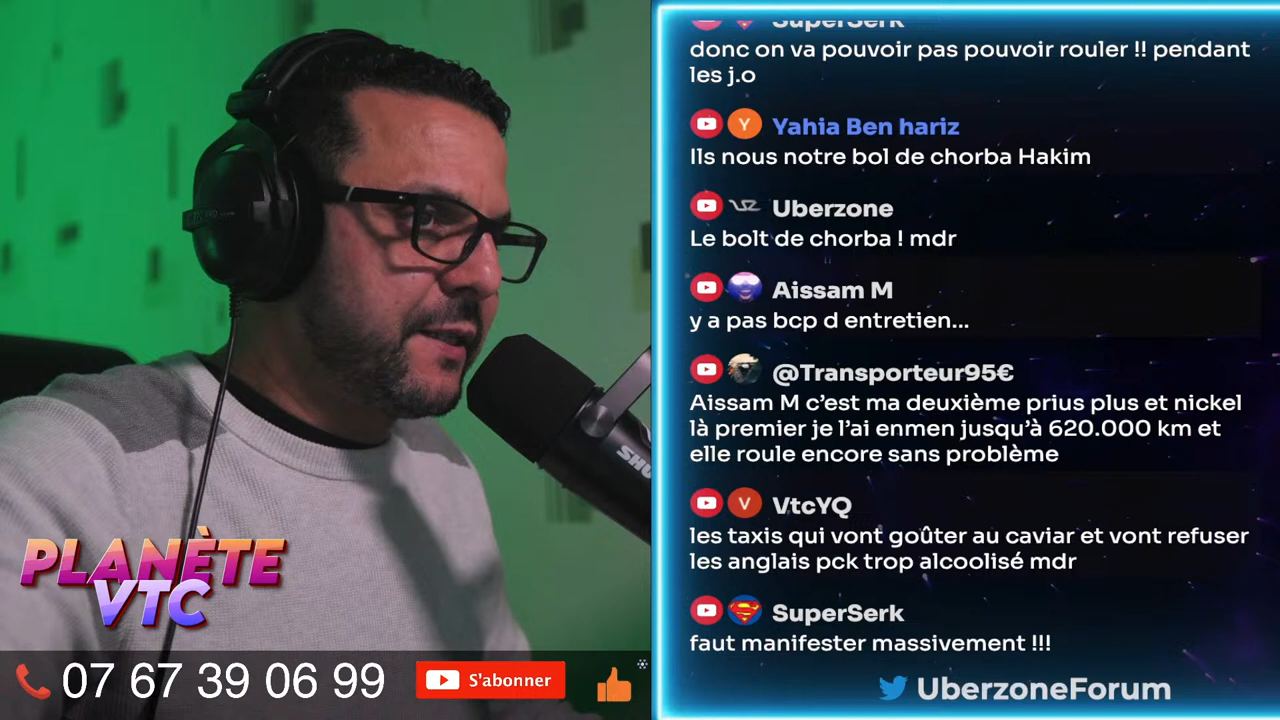 SuperSerk
donc on va pouvoir pas pouvoir rouler !! pendant
les j.o
Y
Yahia Ben hariz
Ils nous notre bol de chorba Hakim
Uberzone
Le bolt de chorba ! mdr
Aissam M
y a pas bcp d entretien...
@Transporteur95€
Aissam M c’est ma deuxième prius plus et nickel
là premier je l’ai enmen jusqu’à 620.000 km et
elle roule encore sans problème
V
VtcYQ
les taxis qui vont goûter au caviar et vont refuser
les anglais pck trop alcoolisé mdr
SuperSerk
faut manifester massivement !!!
UberzoneForum
PLANÈTE
VTC
07 67 39 06 99
S'abonner